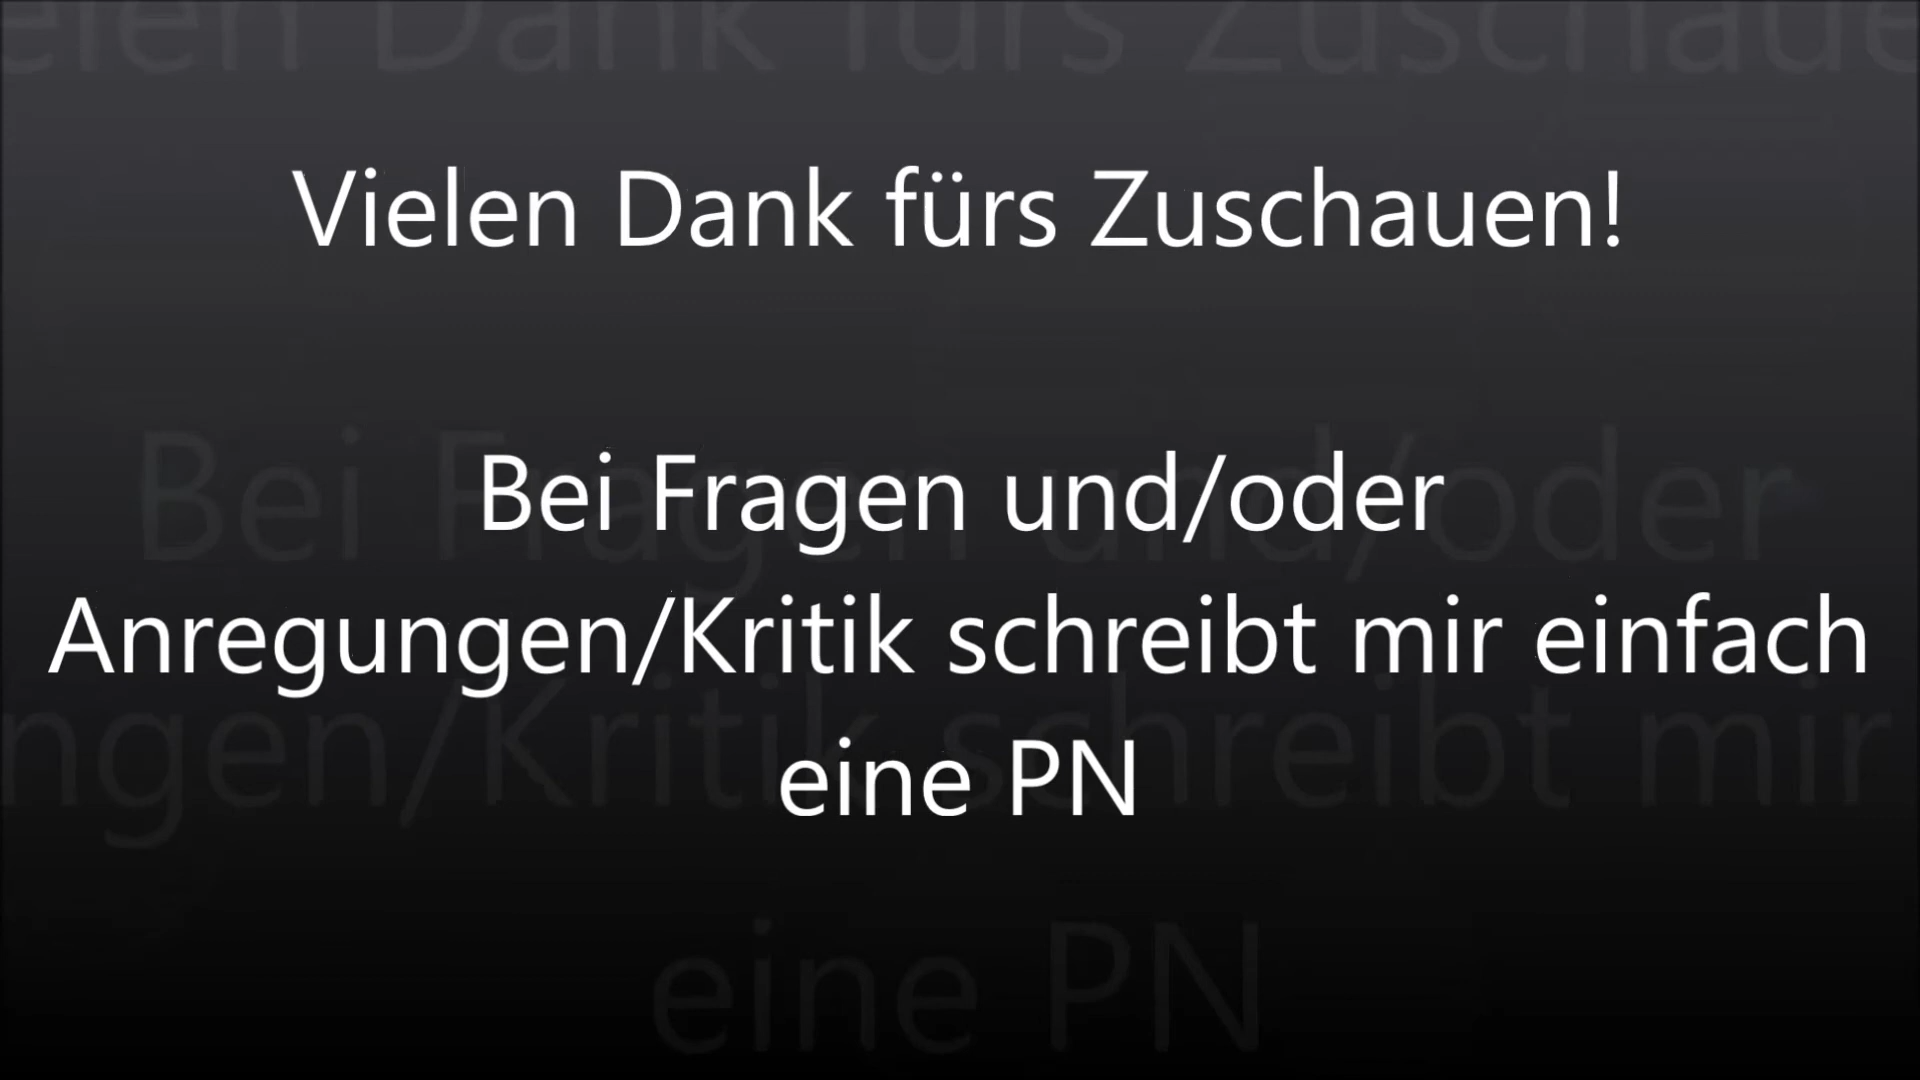 Vielen Dank fürs Zuschauen!
Bei Fragen und/oder
Anregungen/Kritik schreibt mir einfach
eine PN